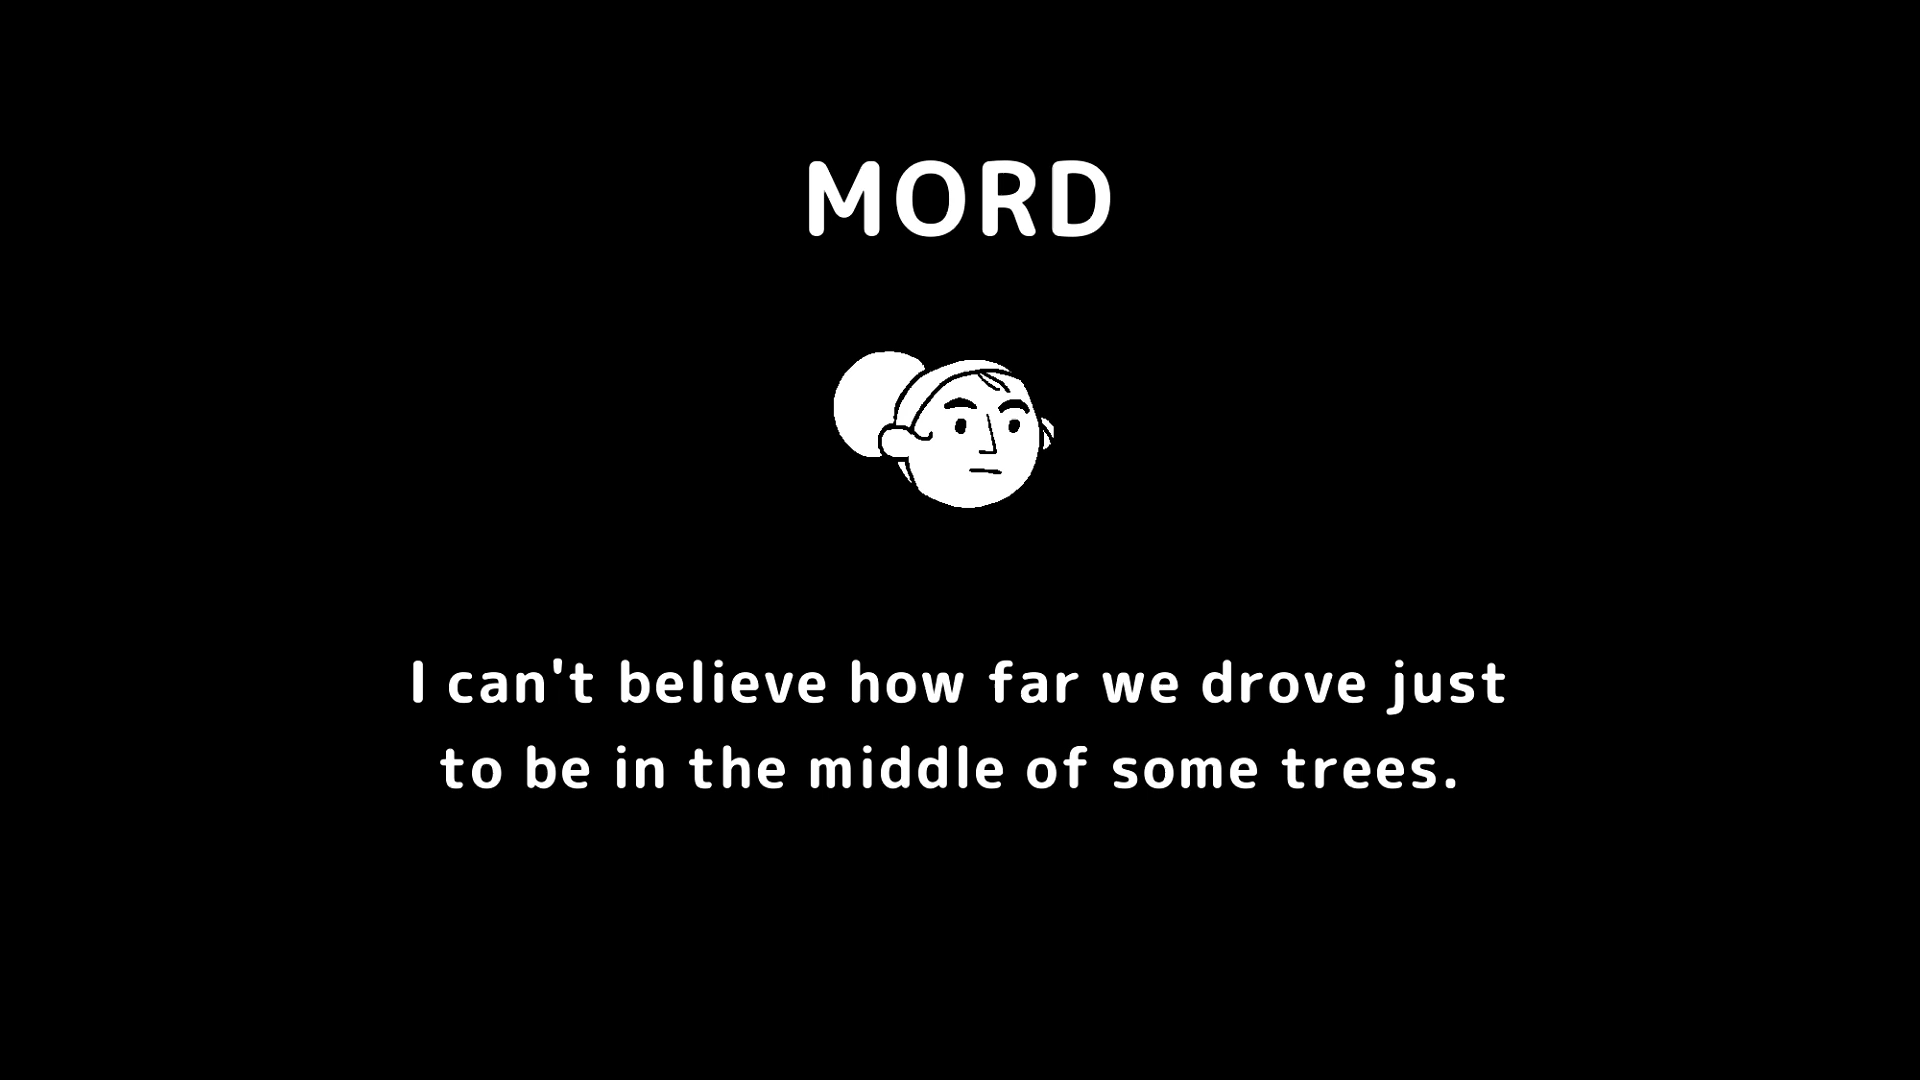 MORD
I can't believe how far we drove just
to be in the middle of some trees.